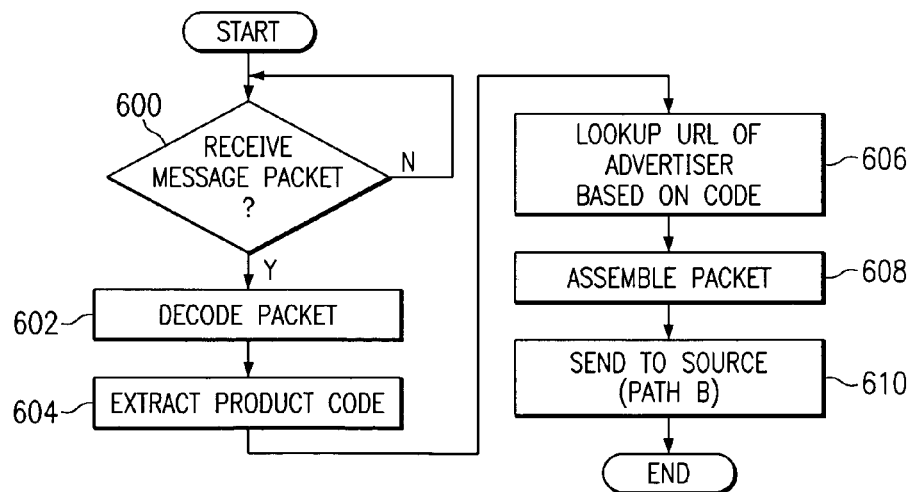 START
600
RECEIVE
MESSAGE PACKET
?
N
Y
602
DECODE PACKET
604
EXTRACT PRODUCT CODE
LOOKUP URL OF
ADVERTISER
BASED ON CODE
606
ASSEMBLE PACKET
608
SEND TO SOURCE
(PATH B)
610
END